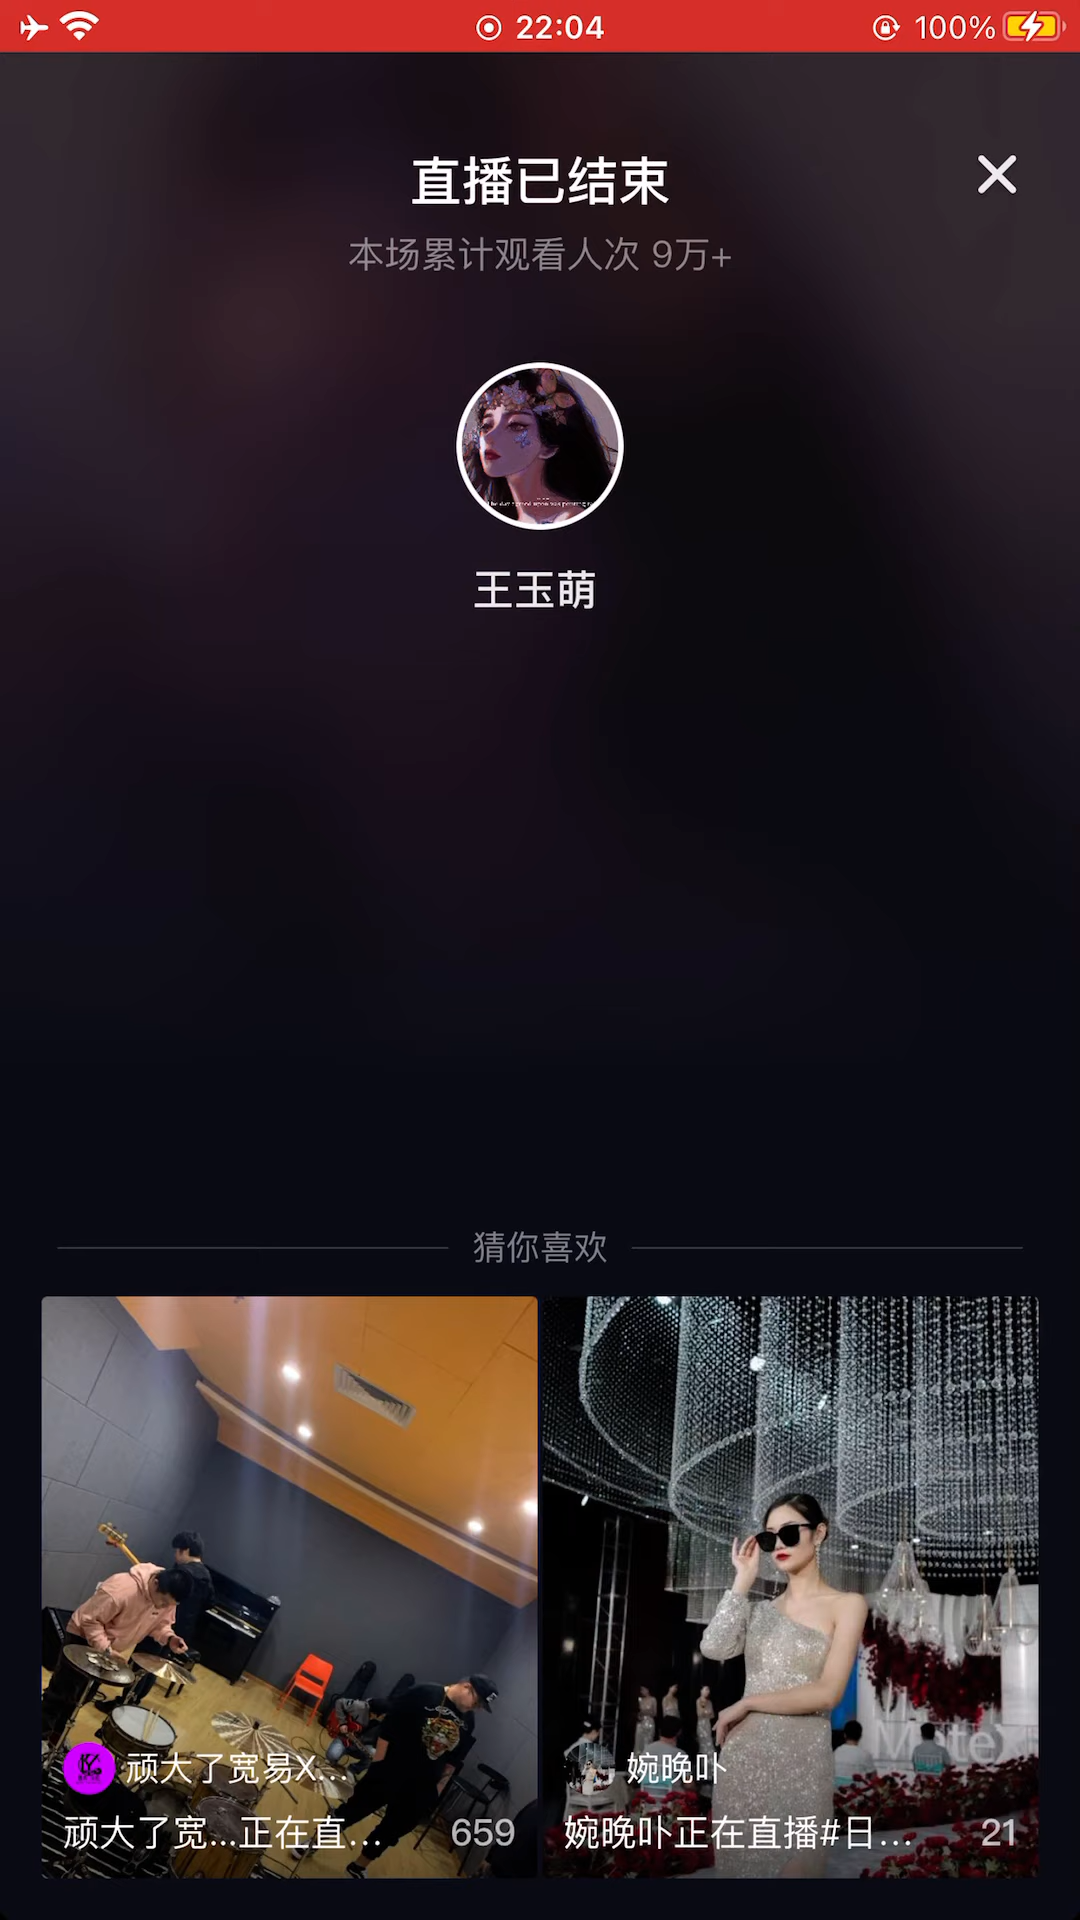 22:04
100%
直播已结束
本场累计观看人次 9万+
王玉萌
猜你喜欢
顽大了宽易X...
顽大了宽...正在直...
659
婉晚卟
婉晚卟正在直播#日...
21